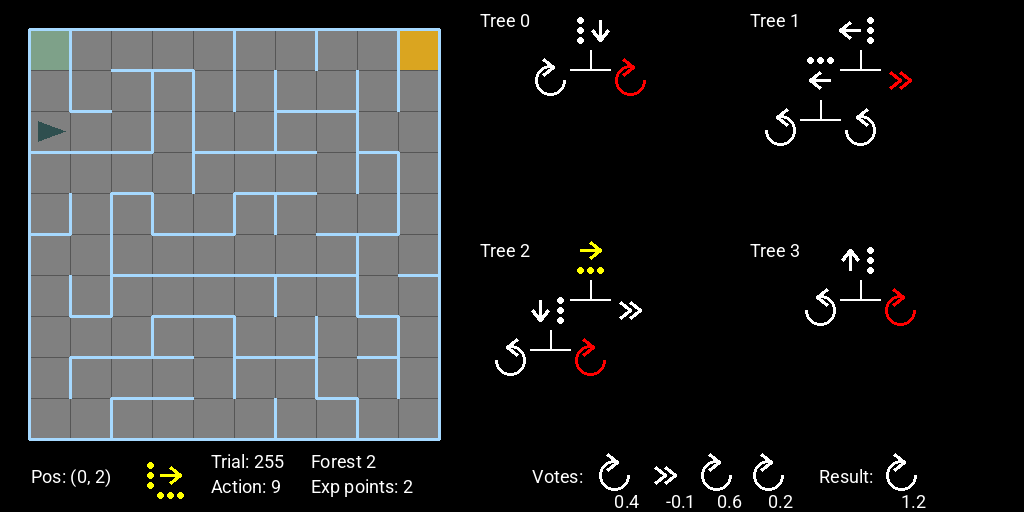 Tree 0
Tree 1
Tree 2
Tree 3
Pos: (0, 2)
Trial: 255
Forest 2
Action: 9
Exp points: 2
Votes:
0.4
-0.1
0.6
0.2
Result:
1.2